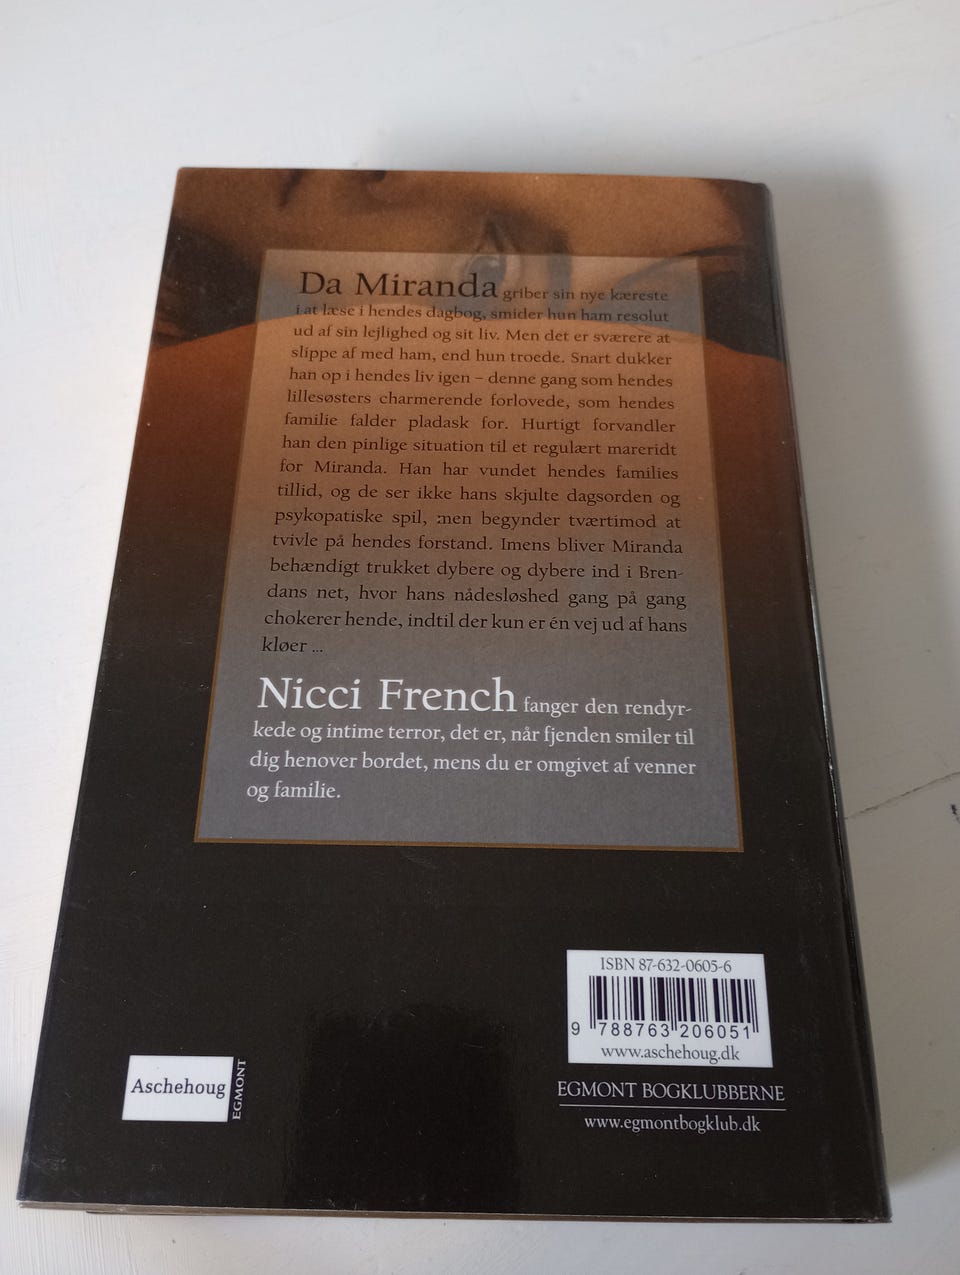 Da Miranda griber sin nye kæreste
i at læse i hendes dagbog, smider hun ham resolut
ud af sin lejlighed og sit liv. Men det er sværere at
slippe af med ham, end hun troede. Snart dukker
han op i hendes liv igen – denne gang som hendes
lillesøsters charmerende forlovede, som hendes
familie falder pladask for. Hurtigt forvandler
han den pinlige situation til et regulært mareridt
for Miranda. Han har vundet hendes families
tillid, og de ser ikke hans skjulte dagsorden og
psykopatiske spil, men begynder tværtimod at
tvivle på hendes forstand. Imens bliver Miranda
behændigt trukket dybere og dybere ind i Bren-
dans net, hvor hans nådesløshed gang på gang
chokerer hende, indtil der kun er én vej ud af hans
kløer ...
Nicci French fanger den rendyr-
kede og intime terror, det er, når fjenden smiler til
dig henover bordet, mens du er omgivet af venner
og familie.
ISBN 87-632-0605-6
9 788763 206051
www.aschehoug.dk
EGMONT BOGKLUBBERNE
www.egmontbogklub.dk
Aschehoug
EGMONT